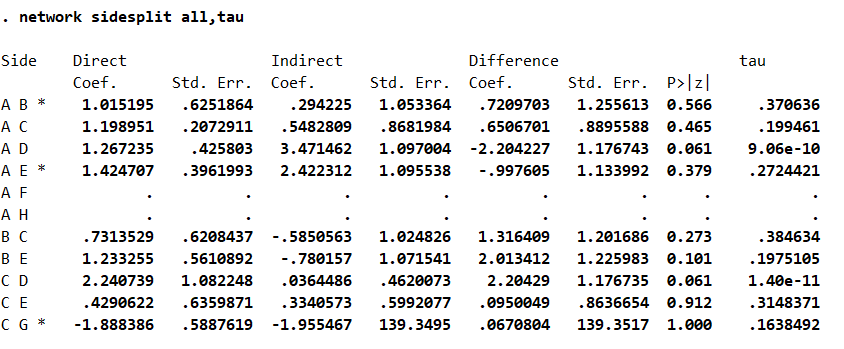 . network sidesplit all,tau
Side Direct Indirect Difference tau
Coef. Std. Err. Coef. Std. Err. Coef. Std. Err. P>|z|
A B * 1.015195 .6251864 .294225 1.053364 .7209703 1.255613 0.566 .370636
A C 1.198951 .2072911 .5482809 .8681984 .6506701 .8895588 0.465 .199461
A D 1.267235 .425803 3.471462 1.097004 -2.204227 1.176743 0.061 9.06e-10
A E * 1.424707 .3961993 2.422312 1.095538 -.997605 1.133992 0.379 .2724421
A F . . . . . . . .
A H . . . . . . . .
B C .7313529 .6208437 -.5850563 1.024826 1.316409 1.201686 0.273 .384634
B E 1.233255 .5610892 -.780157 1.071541 2.013412 1.225983 0.101 .1975105
C D 2.240739 1.082248 .0364486 .4620073 2.20429 1.176735 0.061 1.40e-11
C E .4290622 .6359871 .3340573 .5992077 .0950049 .8636654 0.912 .3148371
C G * -1.888386 .5887619 -1.955467 139.3495 .0670804 139.3517 1.000 .1638492